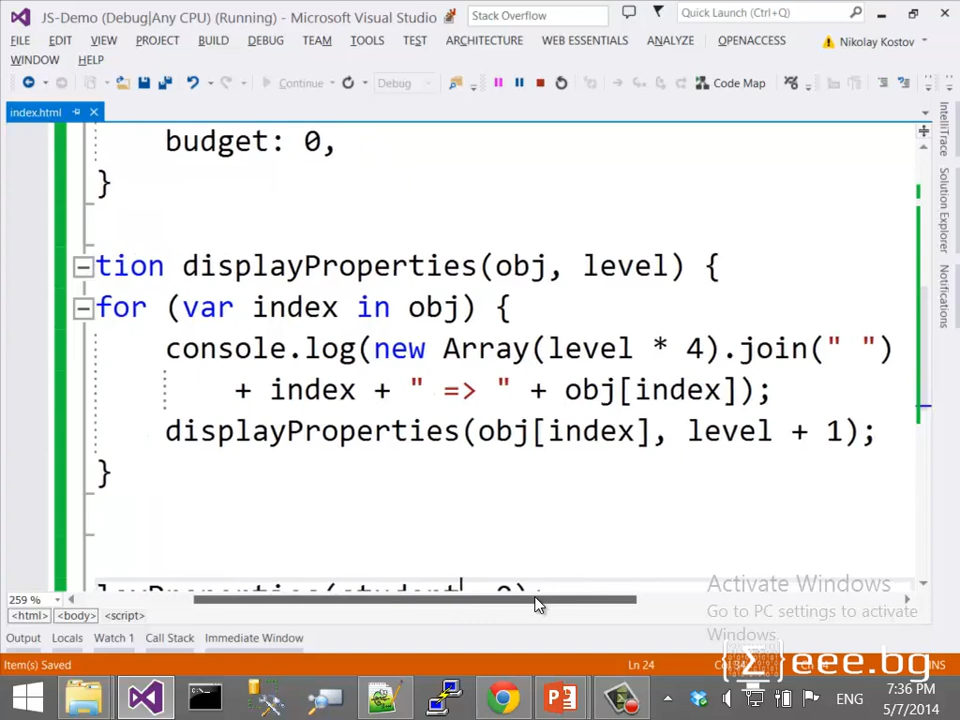 JS-Demo (Debug|Any CPU) (Running) - Microsoft Visual Studio
Stack Overflow
Quick Launch (Ctrl+Q)
FILE EDIT VIEW PROJECT BUILD DEBUG TEAM TOOLS TEST ARCHITECTURE WEB ESSENTIALS ANALYZE OPENACCESS
Nikolay Kostov
WINDOW HELP
Continue
Debug
Code Map
index.html
budget: 0,
}
tion displayProperties(obj, level) {
for (var index in obj) {
console.log(new Array(level * 4).join(" ")
+ index + " => " + obj[index]);
displayProperties(obj[index], level + 1);
}
layProperties(student, 0);
IntelliTrace
Solution Explorer
Notifications
259 %
<html> <body> <script>
Output Locals Watch 1 Call Stack Immediate Window
Activate Windows
Go to PC settings to activate
Windows.
Item(s) Saved
Ln 24
INS
eee.bg
ENG
7:36 PM
5/7/2014